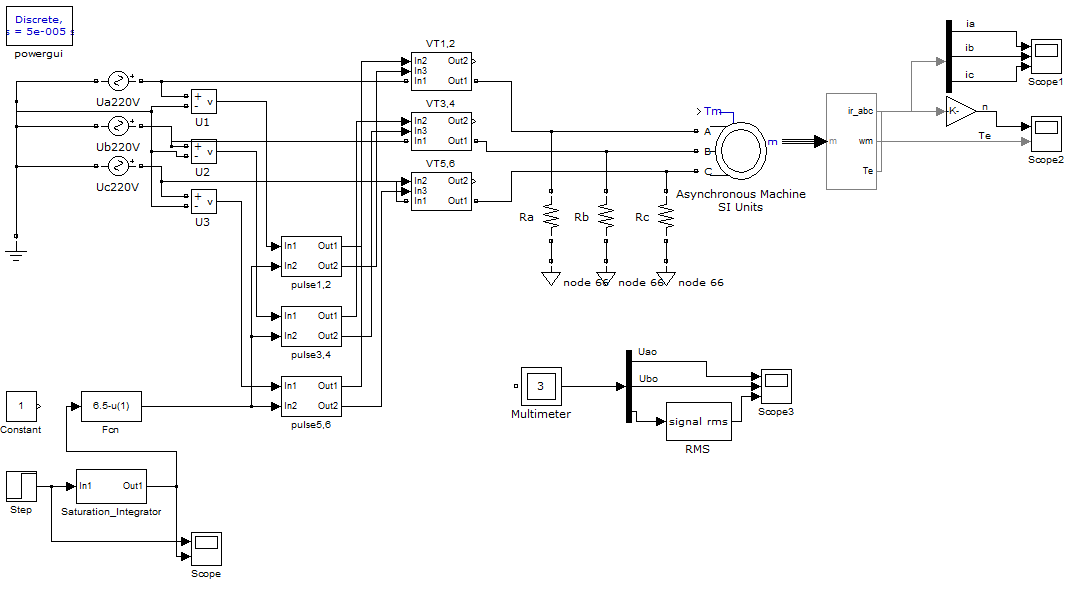 Discrete,
s = 5e-005 s
powergui
Ua220V
Ub220V
Uc220V
+
-
v
U1
+
-
v
U2
+
-
v
U3
VT1,2
In2
In3
In1
Out2
Out1
VT3,4
In2
In3
In1
Out2
Out1
VT5,6
In2
In3
In1
Out2
Out1
In1
In2
Out1
Out2
pulse1,2
In1
In2
Out1
Out2
pulse3,4
In1
In2
Out1
Out2
pulse5,6
Tm
A
B
C
m
Asynchronous Machine
SI Units
m
ir_abc
wm
Te
ia
ib
ic
Scope1
-K-
n
Te
Scope2
Ra
Rb
Rc
node 66
node 66
node 66
1
Constant
6.5-u(1)
Fcn
Step
In1
Out1
Saturation_Integrator
Scope
3
Multimeter
Uao
Ubo
signal rms
RMS
Scope3